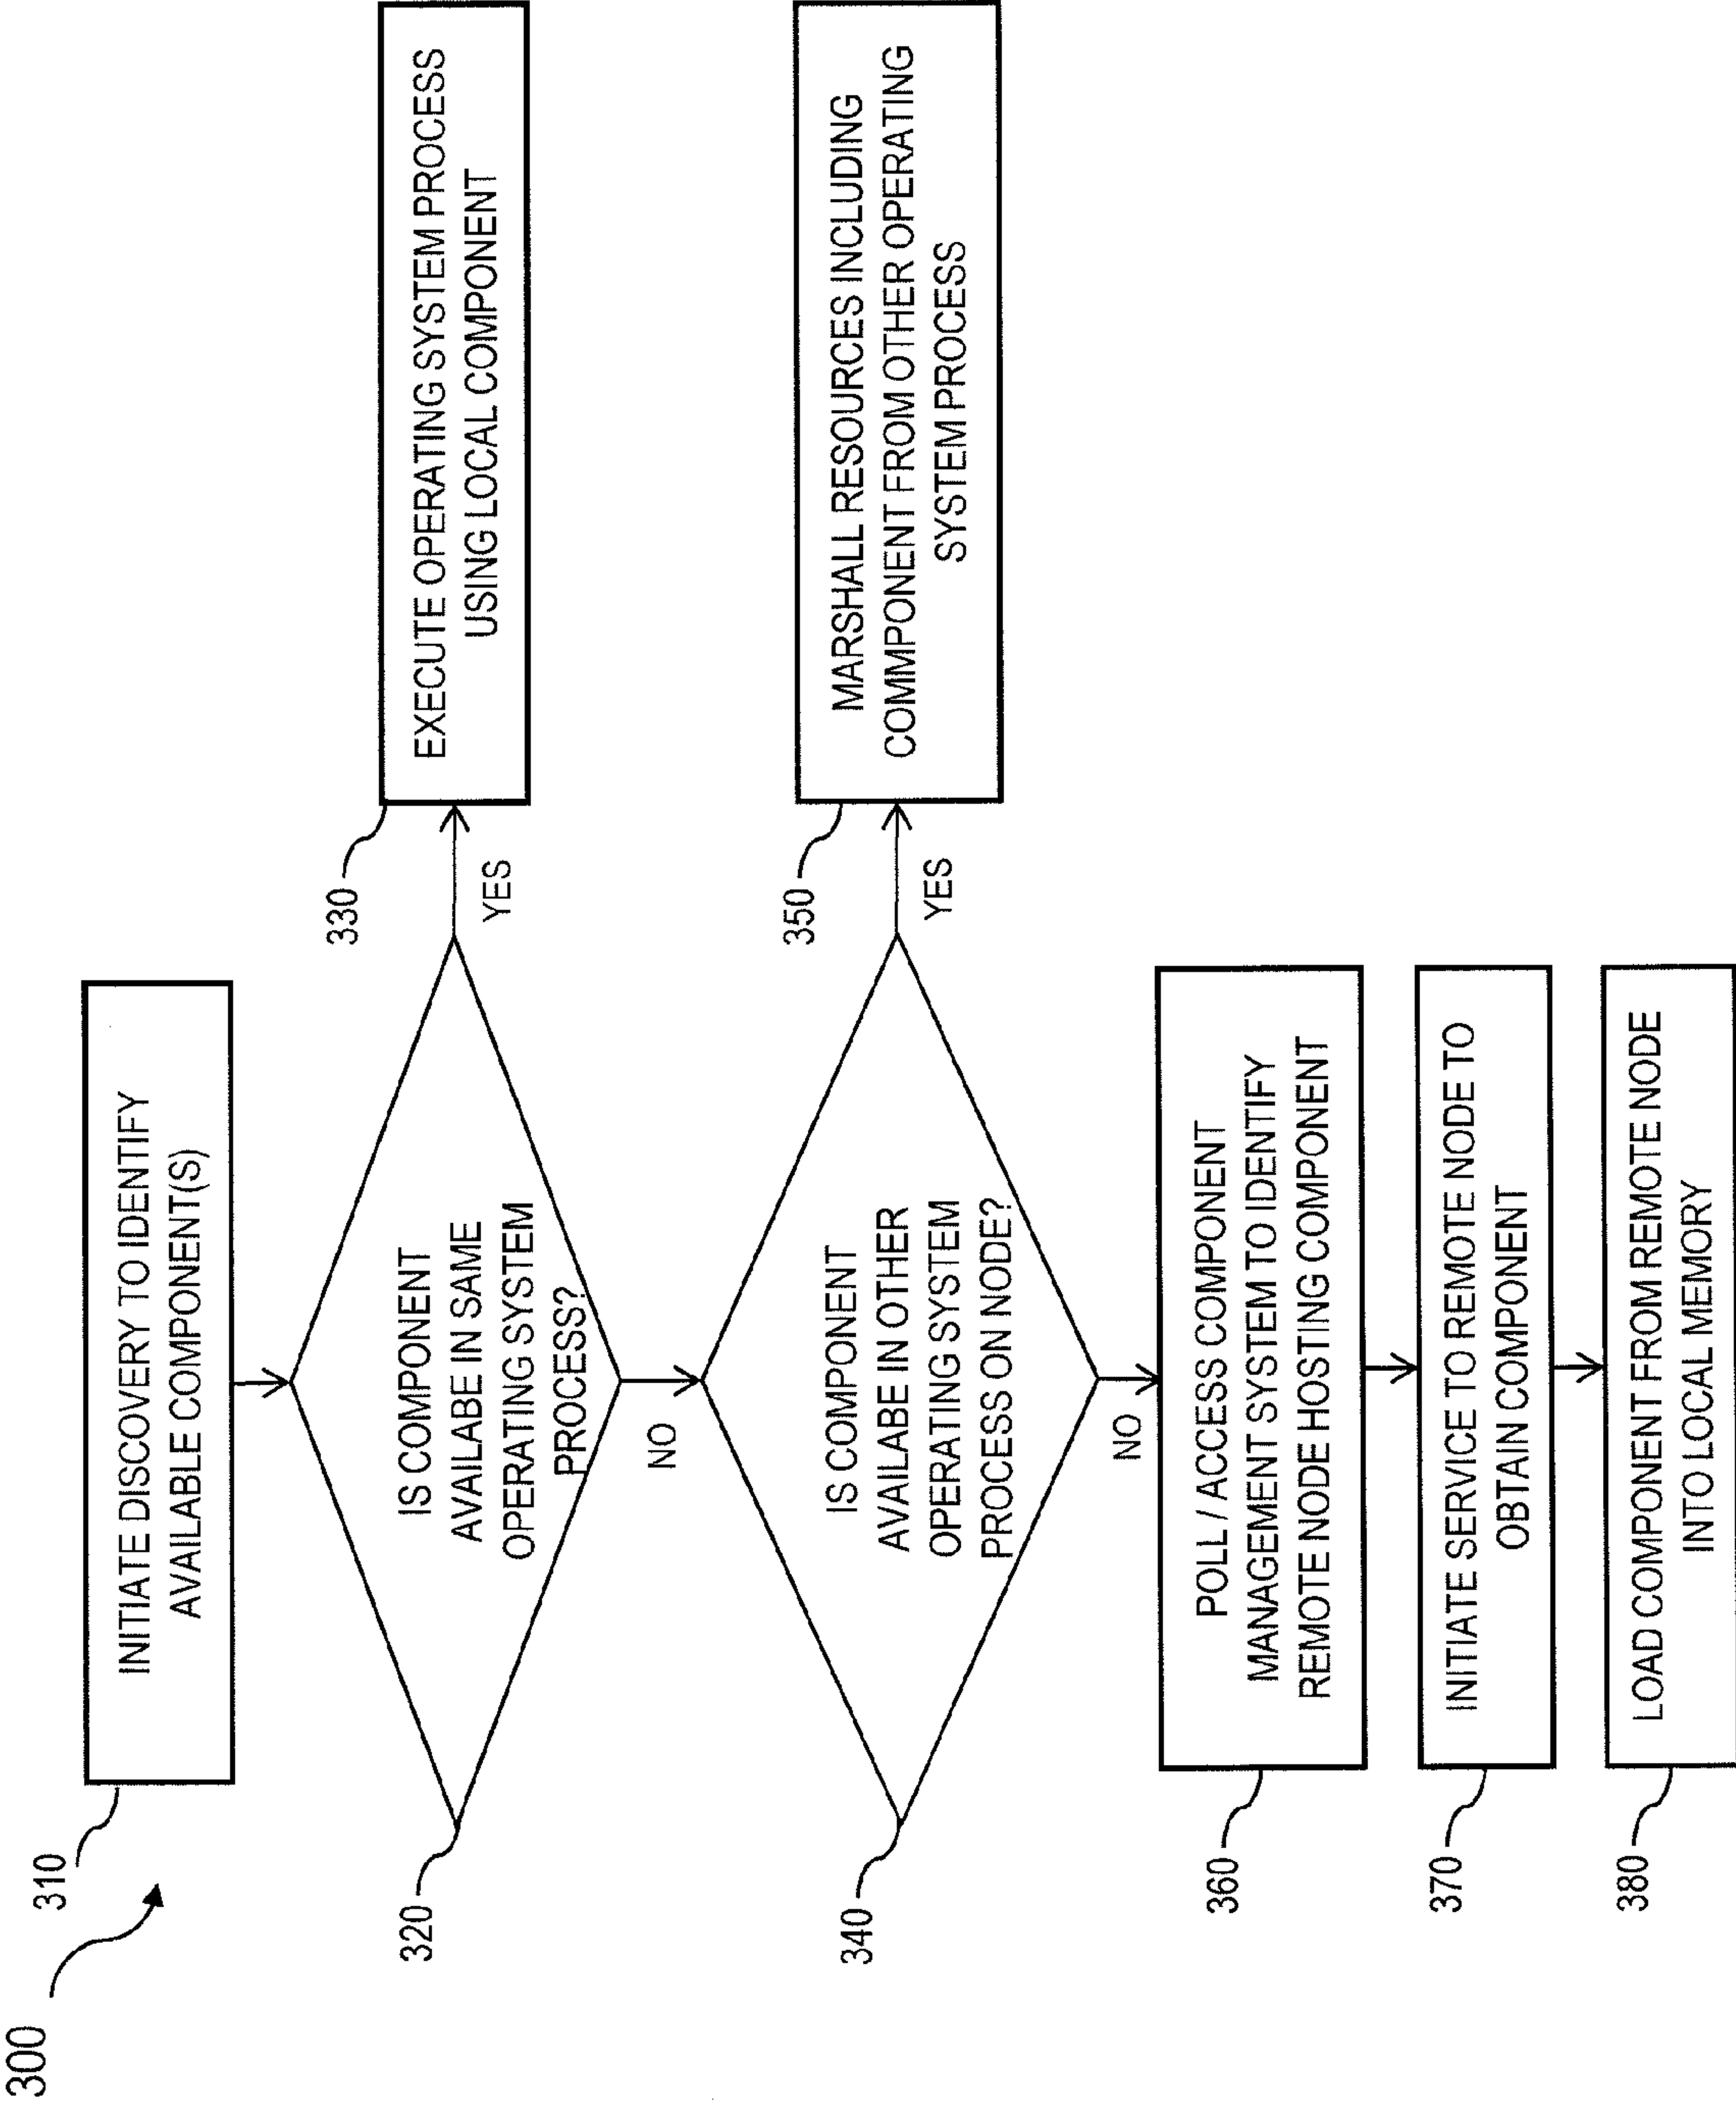 300
310
INITIATE DISCOVERY TO IDENTIFY
AVAILABLE COMPONENT(S)
320
IS COMPONENT
AVAILABE IN SAME
OPERATING SYSTEM
PROCESS?
YES
330
EXECUTE OPERATING SYSTEM PROCESS
USING LOCAL COMPONENT
NO
340
IS COMPONENT
AVAILABE IN OTHER
OPERATING SYSTEM
PROCESS ON NODE?
YES
350
MARSHALL RESOURCES INCLUDING
COMMPONENT FROM OTHER OPERATING
SYSTEM PROCESS
NO
360
POLL / ACCESS COMPONENT
MANAGEMENT SYSTEM TO IDENTIFY
REMOTE NODE HOSTING COMPONENT
370
INITIATE SERVICE TO REMOTE NODE TO
OBTAIN COMPONENT
380
LOAD COMPONENT FROM REMOTE NODE
INTO LOCAL MEMORY